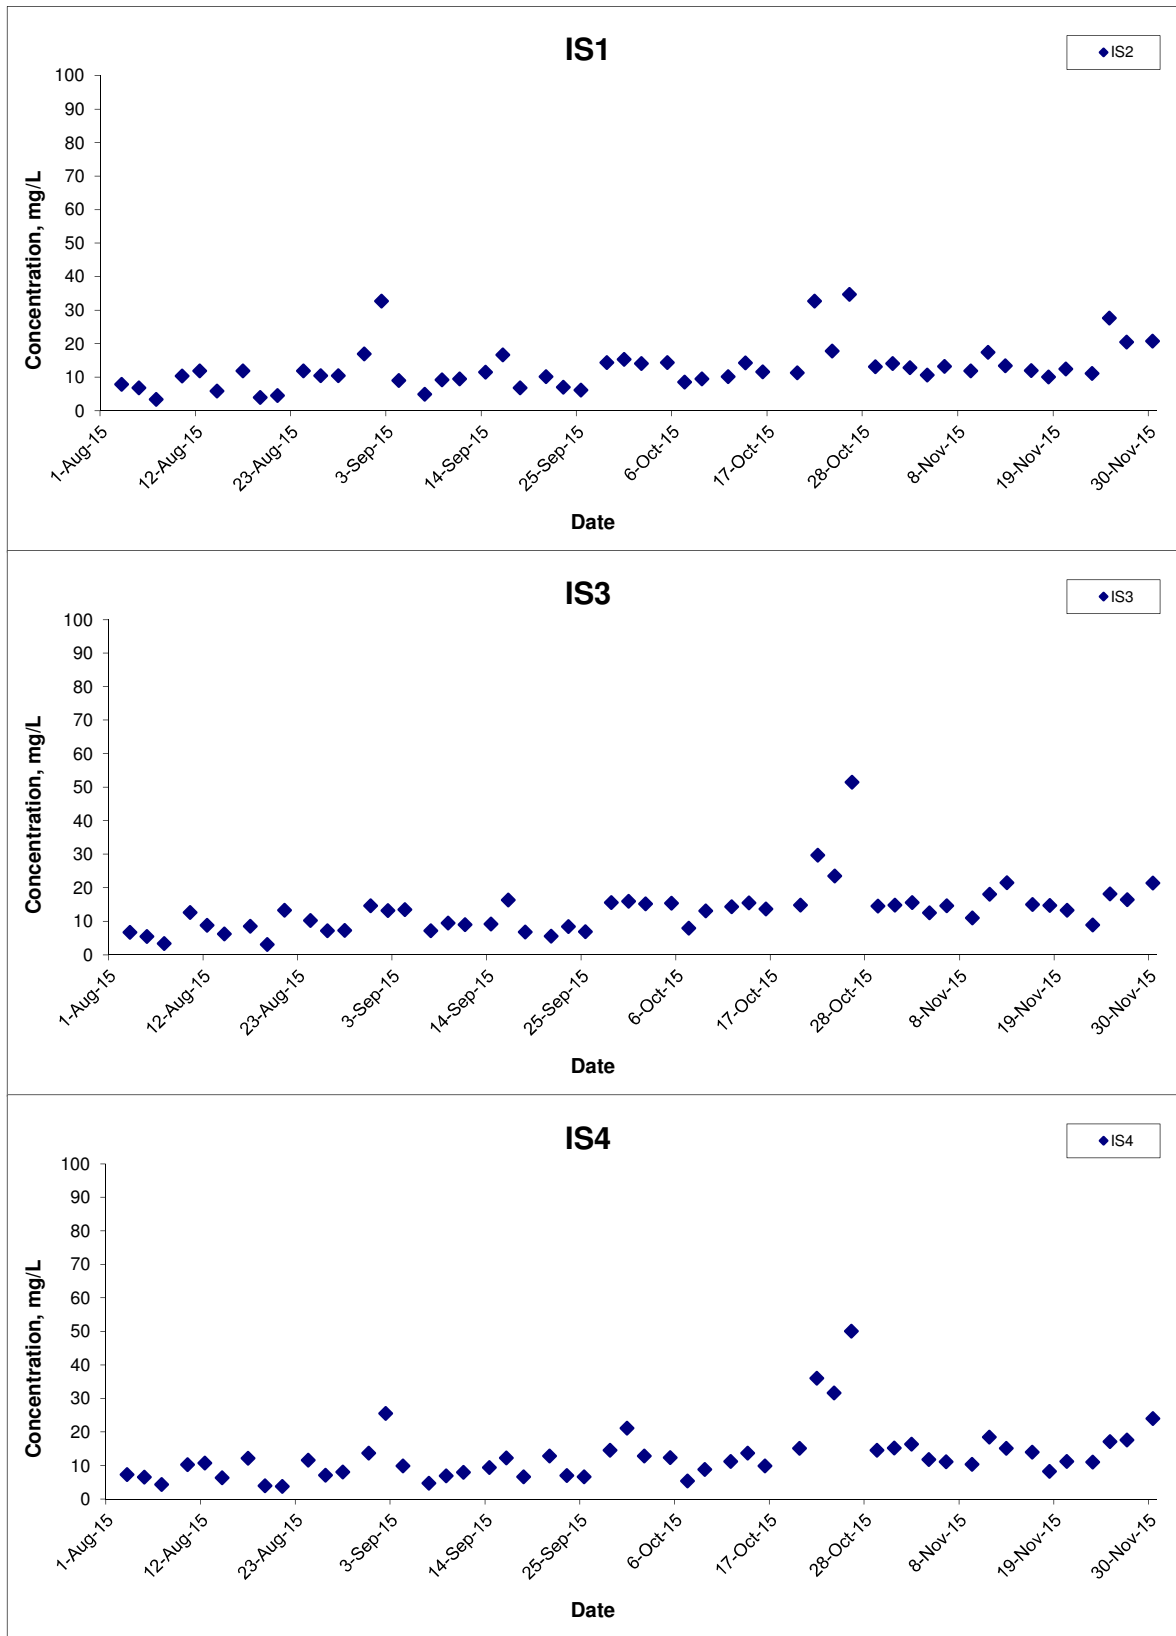 IS1
IS2
100
90
80
70
60
50
40
30
20
10
0
Concentration, mg/L
1-Aug-15
12-Aug-15
23-Aug-15
3-Sep-15
14-Sep-15
25-Sep-15
6-Oct-15
17-Oct-15
28-Oct-15
8-Nov-15
19-Nov-15
30-Nov-15
Date
IS3
IS3
100
90
80
70
60
50
40
30
20
10
0
Concentration, mg/L
1-Aug-15
12-Aug-15
23-Aug-15
3-Sep-15
14-Sep-15
25-Sep-15
6-Oct-15
17-Oct-15
28-Oct-15
8-Nov-15
19-Nov-15
30-Nov-15
Date
IS4
IS4
100
90
80
70
60
50
40
30
20
10
0
Concentration, mg/L
1-Aug-15
12-Aug-15
23-Aug-15
3-Sep-15
14-Sep-15
25-Sep-15
6-Oct-15
17-Oct-15
28-Oct-15
8-Nov-15
19-Nov-15
30-Nov-15
Date